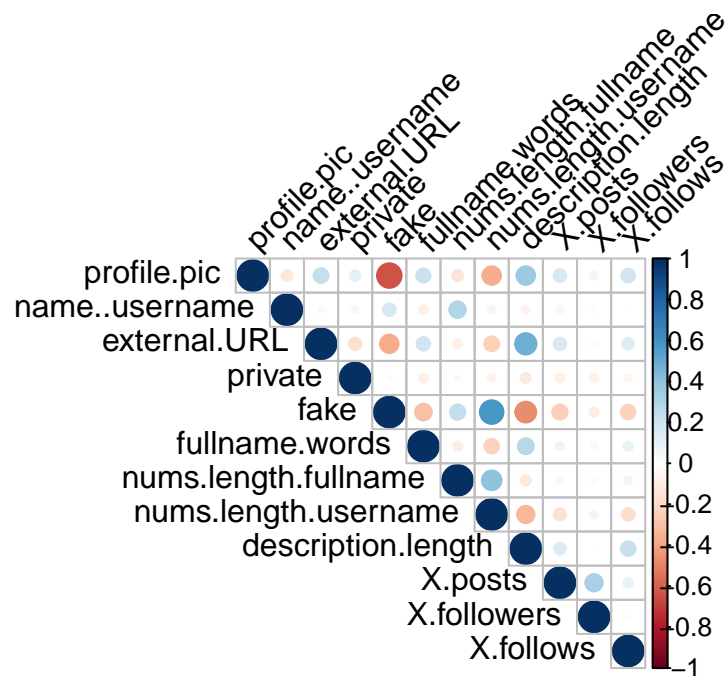 profile.pic
name..username
external.URL
private
fake
fullname.words
nums.length.fullname
nums.length.username
description.length
X.posts
X.followers
X.follows
profile.pic
name..username
external.URL
private
fake
fullname.words
nums.length.fullname
nums.length.username
description.length
X.posts
X.followers
X.follows
1
0.8
0.6
0.4
0.2
0
−0.2
−0.4
−0.6
−0.8
−1